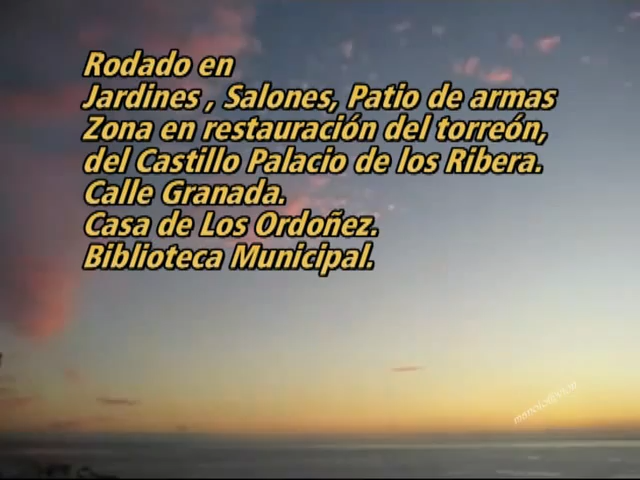 Rodado en
Jardines , Salones, Patio de armas
Zona en restauración del torreón,
del Castillo Palacio de los Ribera.
Calle Granada.
Casa de Los Ordoñez.
Biblioteca Municipal.